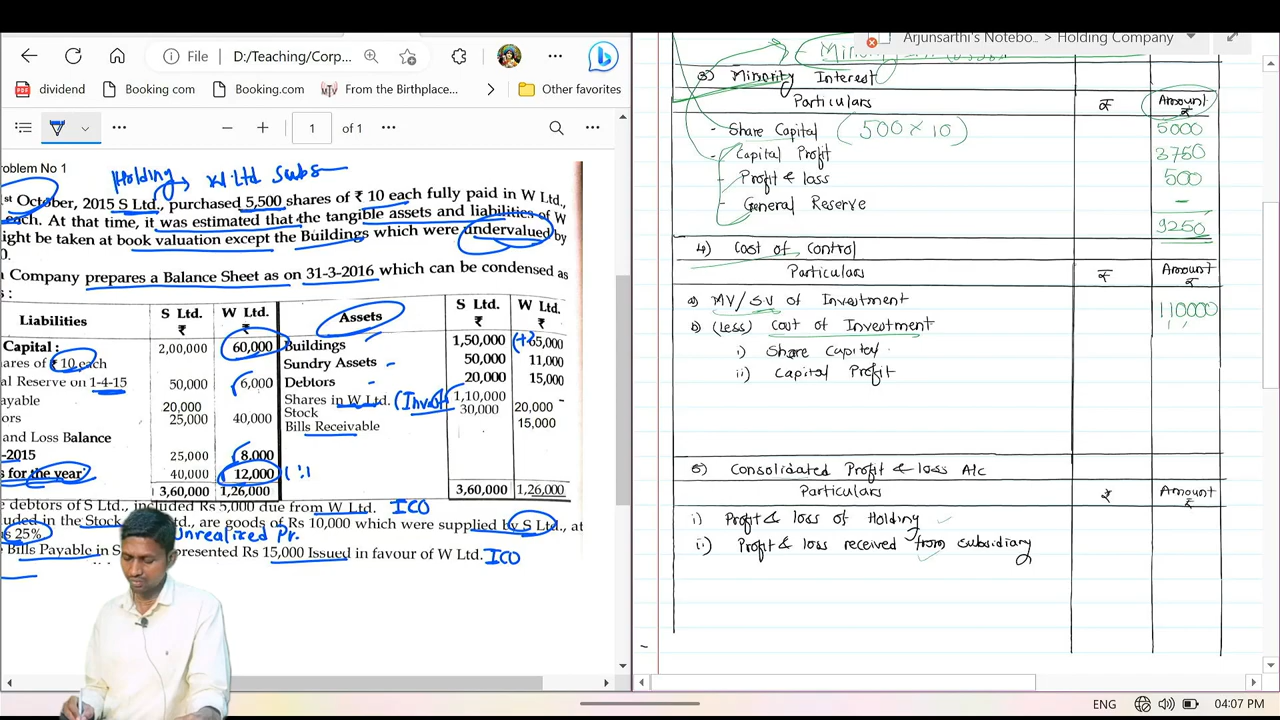 File D:/Teaching/Corp...
Arjunsarthi's Notebo.. > Holding Company
dividend Booking.com Booking.com From the Birthplace... Other favorites
1 of 1
roblem No 1
Holding W Ltd Subs
1st October, 2015 S Ltd., purchased 5,500 shares of ₹ 10 each fully paid in W Ltd.,
each. At that time, it was estimated that the tangible assets and liabilities of W
ight be taken at book valuation except the Buildings which were undervalued by
0.
Company prepares a Balance Sheet as on 31-3-2016 which can be condensed as
s :
Liabilities S Ltd. ₹ W Ltd. ₹ Assets S Ltd. ₹ W Ltd. ₹
Capital : 2,00,000 60,000 Buildings 1,50,000 65,000
hares of ₹ 10 each Sundry Assets 50,000 11,000
al Reserve on 1-4-15 50,000 6,000 Debtors 20,000 15,000
ayable 20,000 Shares in W Ltd. (Invest 1,10,000 -
ors 25,000 40,000 Stock 30,000 20,000
and Loss Balance Bills Receivable 15,000
-2015 25,000 8,000
s for the year 40,000 12,000
3,60,000 1,26,000 3,60,000 1,26,000
e debtors of S Ltd., included Rs 5,000 due from W Ltd. ICO
uded in the Stock Ltd., are goods of Rs 10,000 which were supplied by S Ltd., at
s 25% Unrealized Pr.
Bills Payable in S presented Rs 15,000 Issued in favour of W Ltd. ICO
3) Minority Interest
Particulars ₹ Amount ₹
- Share Capital (500 × 10) 5000
- Capital Profit 3750
- Profit & loss 500
- General Reserve -
9250
4) Cost of Control
Particulars ₹ Amount ₹
a) MV/SV of Investment 110000
b) (less) Cost of Investment
i) Share Capital
ii) Capital Profit
5) Consolidated Profit & loss A/c
Particulars ₹ Amount ₹
i) Profit & loss of Holding
ii) Profit & loss received from subsidiary
ENG 04:07 PM